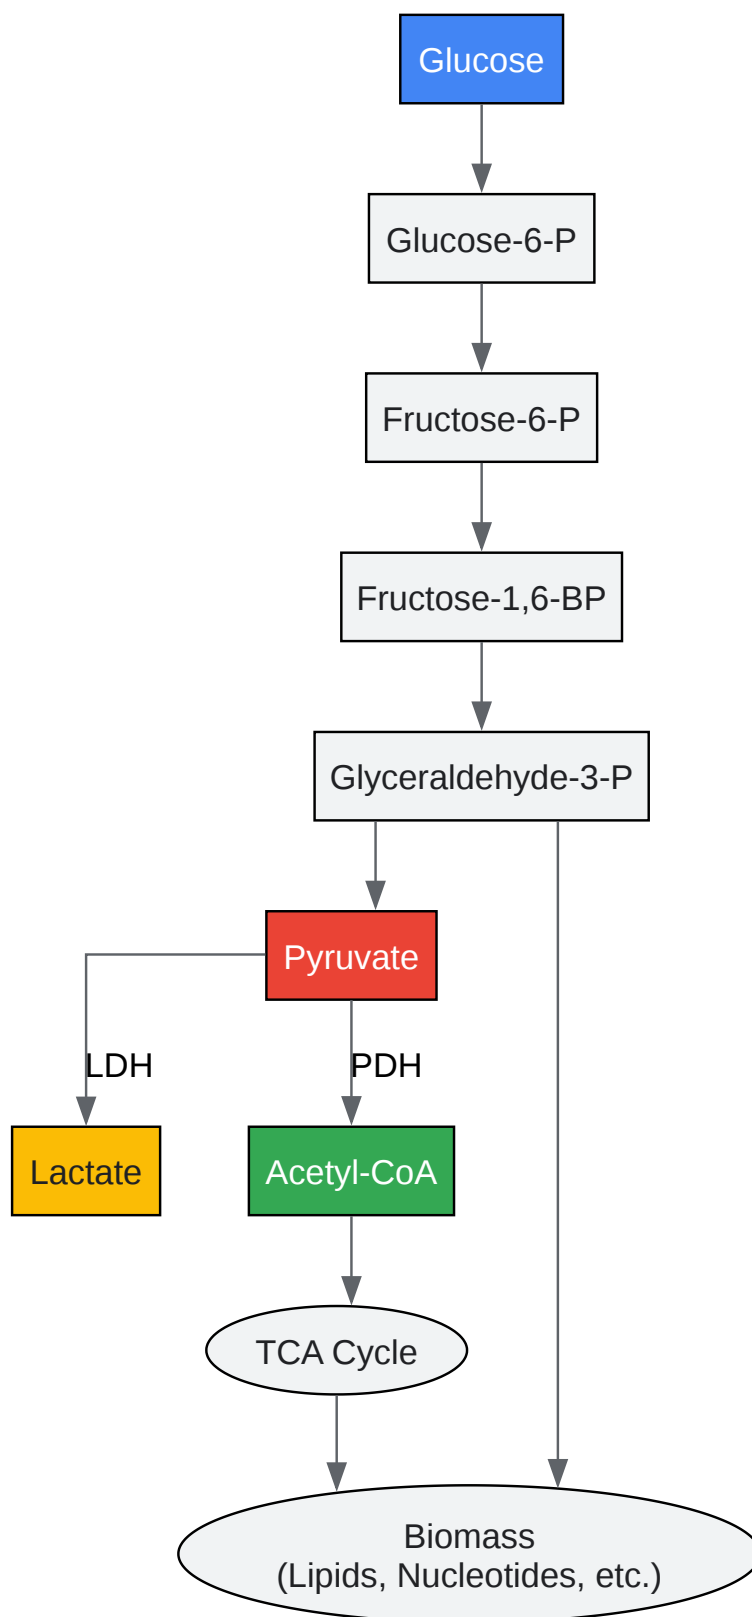 Glucose
Glucose-6-P
Fructose-6-P
Fructose-1,6-BP
Glyceraldehyde-3-P
Pyruvate
LDH
PDH
Lactate
Acetyl-CoA
TCA Cycle
Biomass
(Lipids, Nucleotides, etc.)